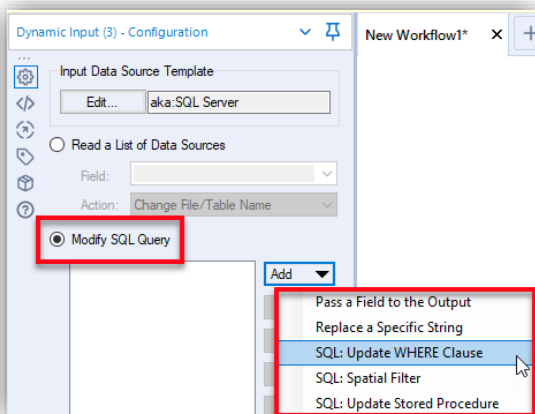 Dynamic Input (3) - Configuration
New Workflow1*
Input Data Source Template
Edit...
aka:SQL Server
Read a List of Data Sources
Field:
Action:
Change File/Table Name
Modify SQL Query
Add
Pass a Field to the Output
Replace a Specific String
SQL: Update WHERE Clause
SQL: Spatial Filter
SQL: Update Stored Procedure